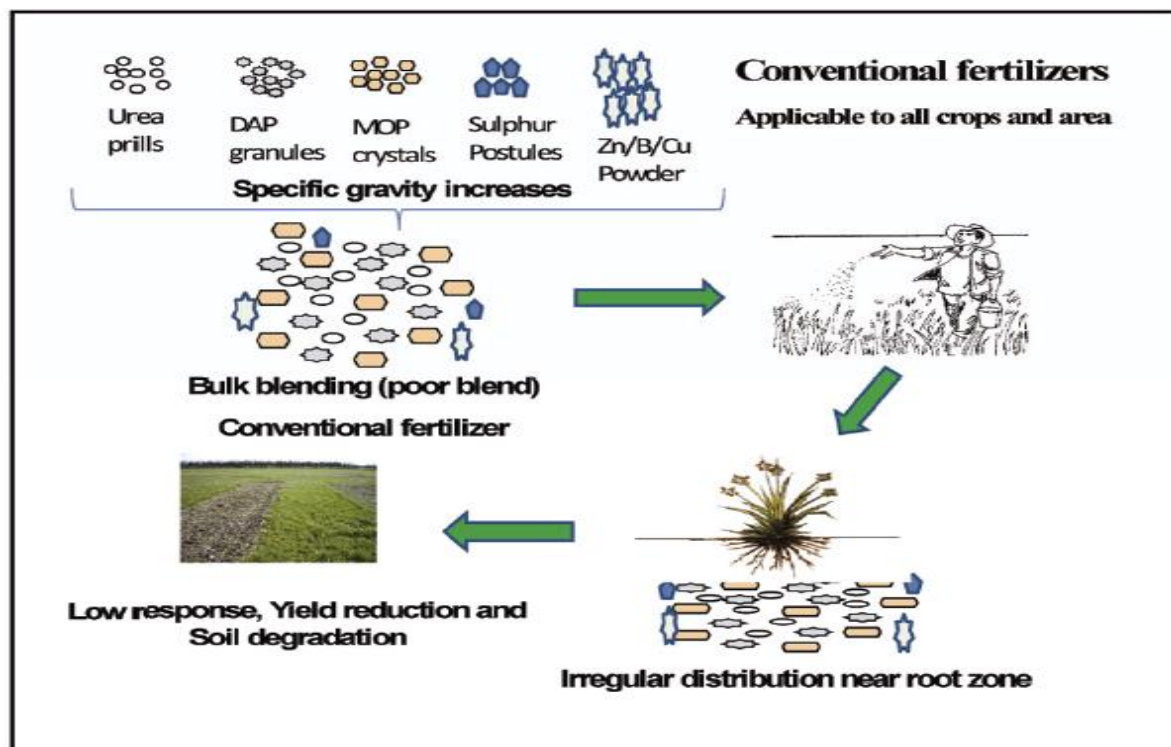 Conventional fertilizers
Applicable to all crops and area
Urea
prills
DAP
granules
MOP
crystals
Sulphur
Postules
Zn/B/Cu
Powder
Specific gravity increases
Bulk blending (poor blend)
Conventional fertilizer
Low response, Yield reduction and
Soil degradation
Irregular distribution near root zone